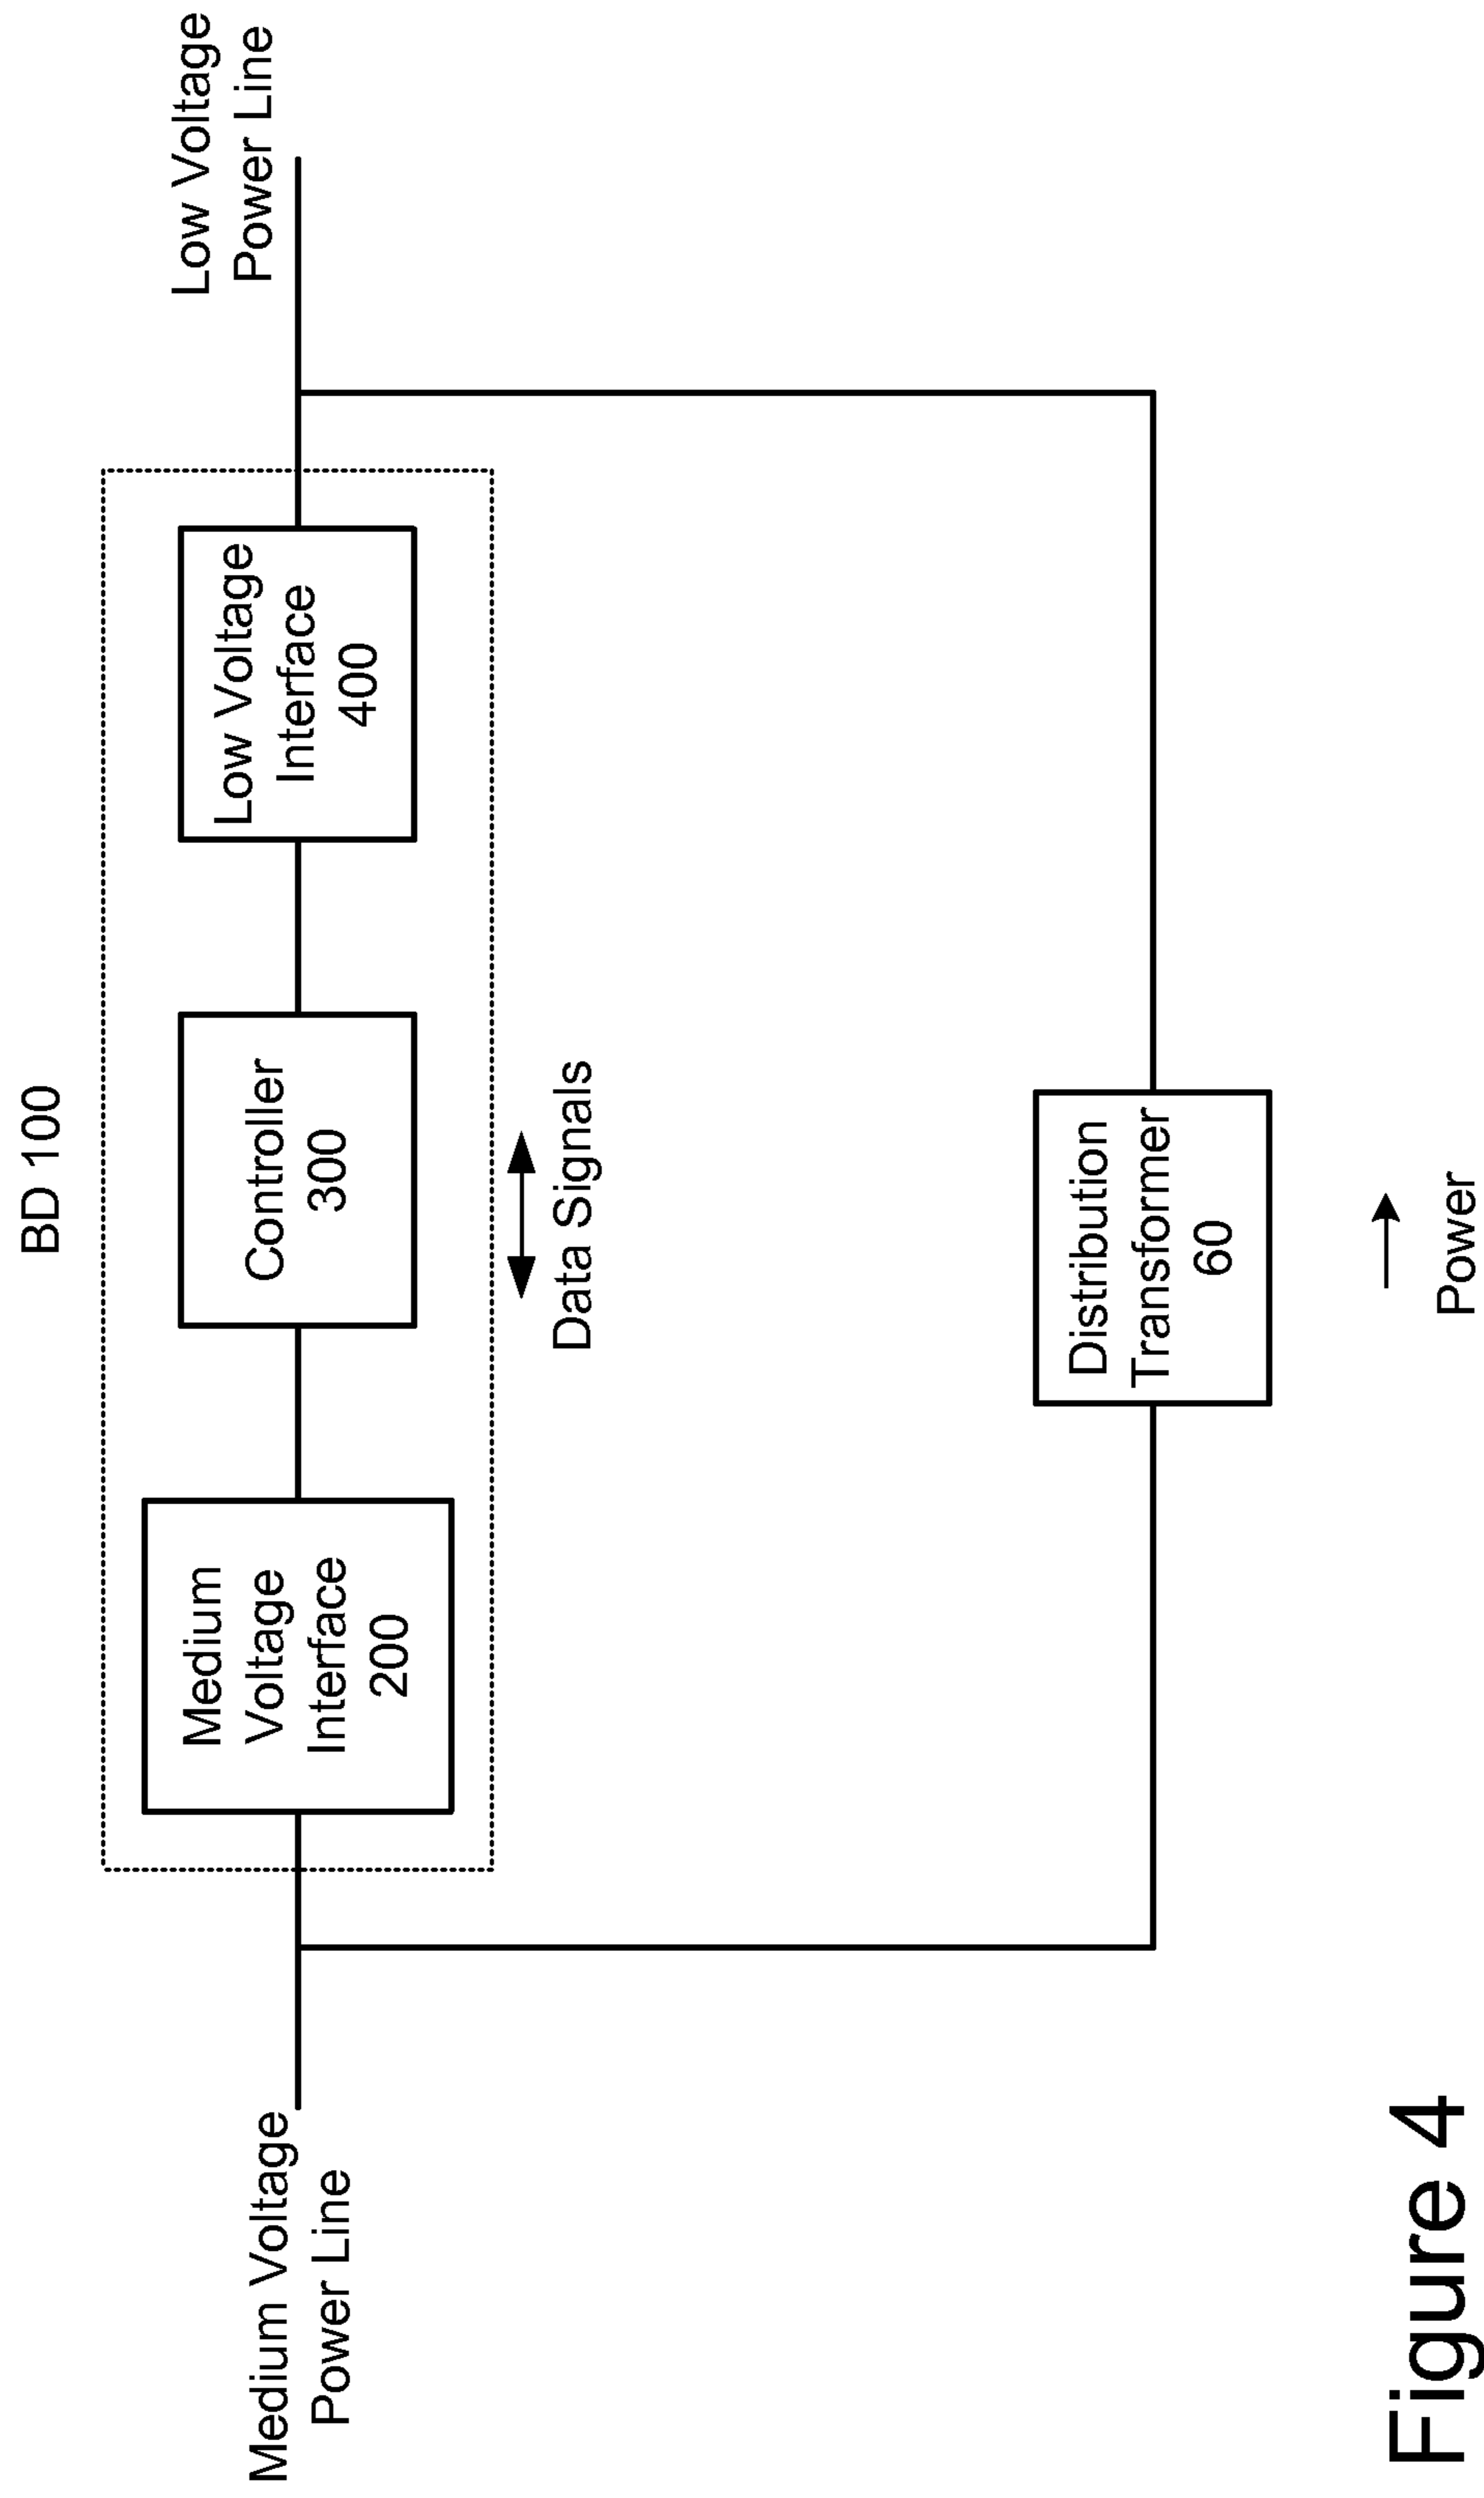 BD 100
Medium Voltage
Power Line
Medium
Voltage
Interface
200
Controller
300
Low Voltage
Interface
400
Low Voltage
Power Line
Data Signals
Distribution
Transformer
60
Power
Figure 4